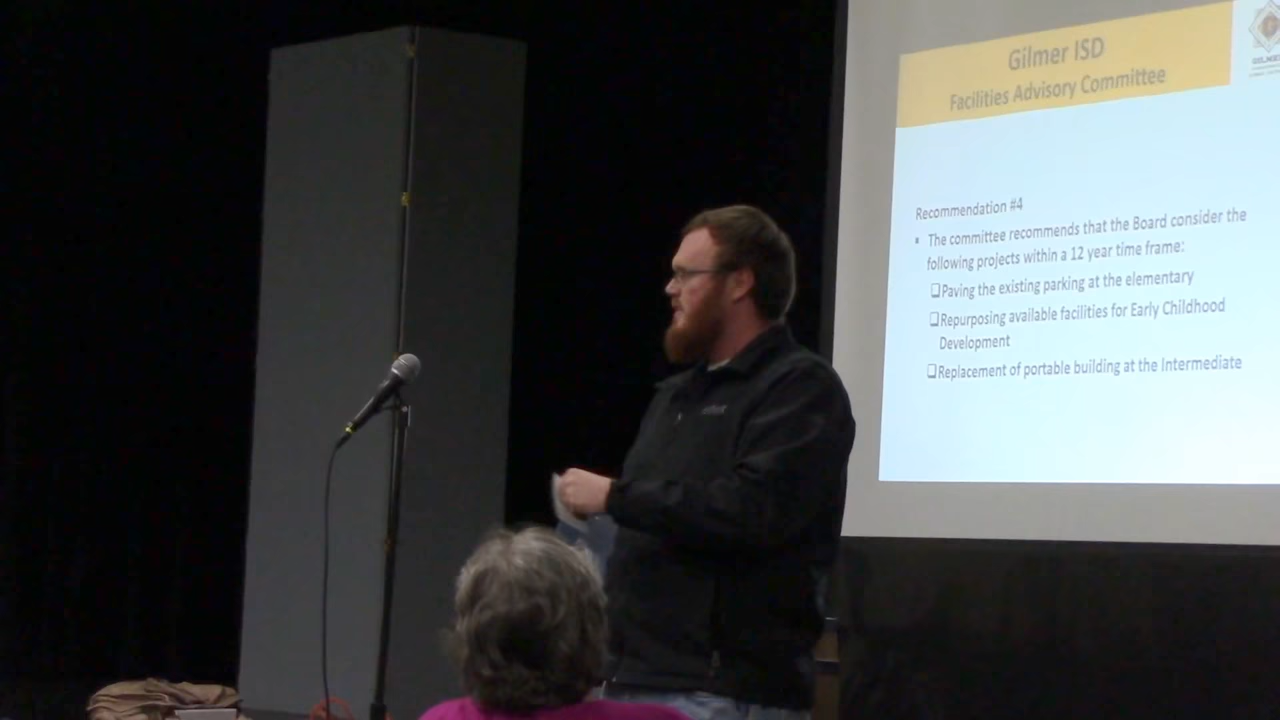 Gilmer ISD
Facilities Advisory Committee
Recommendation #4
▪ The committee recommends that the Board consider the
following projects within a 12 year time frame:
❑Paving the existing parking at the elementary
❑Repurposing available facilities for Early Childhood
Development
❑Replacement of portable building at the Intermediate